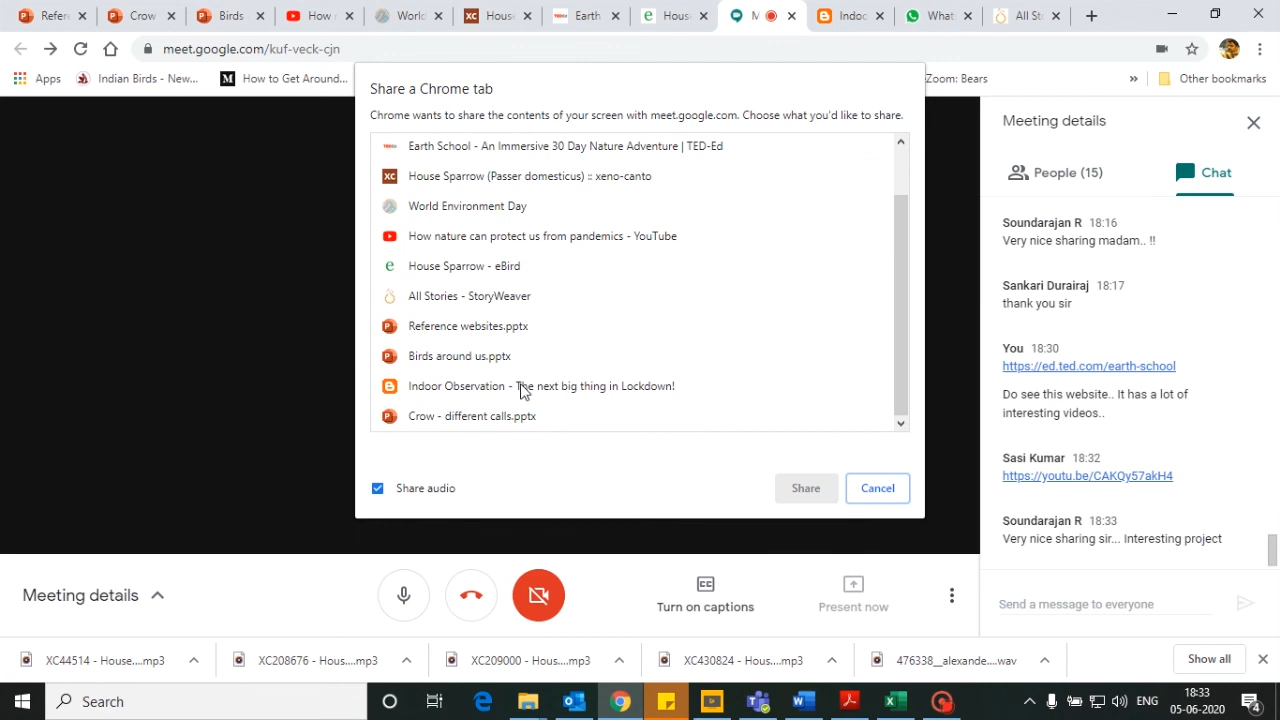 Refere
Crow
Birds
How n
World
House
Earth
House
M
Indoo
Whats
All Sto
meet.google.com/kuf-veck-cjn
Apps
Indian Birds - New...
How to Get Around...
Zoom: Bears
»
Other bookmarks
Share a Chrome tab
Chrome wants to share the contents of your screen with meet.google.com. Choose what you'd like to share.
Earth School - An Immersive 30 Day Nature Adventure | TED-Ed
House Sparrow (Passer domesticus) :: xeno-canto
World Environment Day
How nature can protect us from pandemics - YouTube
House Sparrow - eBird
All Stories - StoryWeaver
Reference websites.pptx
Birds around us.pptx
Indoor Observation - The next big thing in Lockdown!
Crow - different calls.pptx
Share audio
Share
Cancel
Meeting details
People (15)
Chat
Soundarajan R 18:16
Very nice sharing madam.. !!
Sankari Durairaj 18:17
thank you sir
You 18:30
https://ed.ted.com/earth-school
Do see this website.. It has a lot of
interesting videos..
Sasi Kumar 18:32
https://youtu.be/CAKQy57akH4
Soundarajan R 18:33
Very nice sharing sir... Interesting project
Send a message to everyone
Meeting details
Turn on captions
Present now
XC44514 - House....mp3
XC208676 - Hous....mp3
XC209000 - Hous....mp3
XC430824 - Hous....mp3
476338__alexande....wav
Show all
Search
ENG
18:33
05-06-2020
4